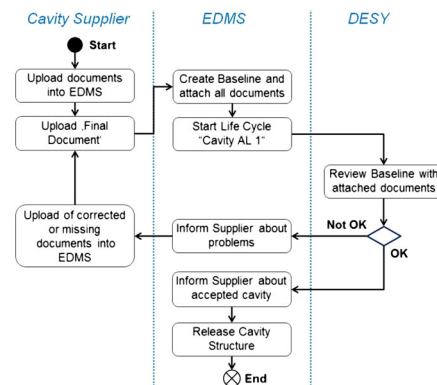 Cavity Supplier
EDMS
DESY
Start
Upload documents
into EDMS
Create Baseline and
attach all documents
Upload ‚Final
Document‘
Start Life Cycle
“Cavity AL 1“
Review Baseline with
attached documents
Not OK
OK
Upload of corrected
or missing
documents into
EDMS
Inform Supplier about
problems
Inform Supplier about
accepted cavity
Release Cavity
Structure
End